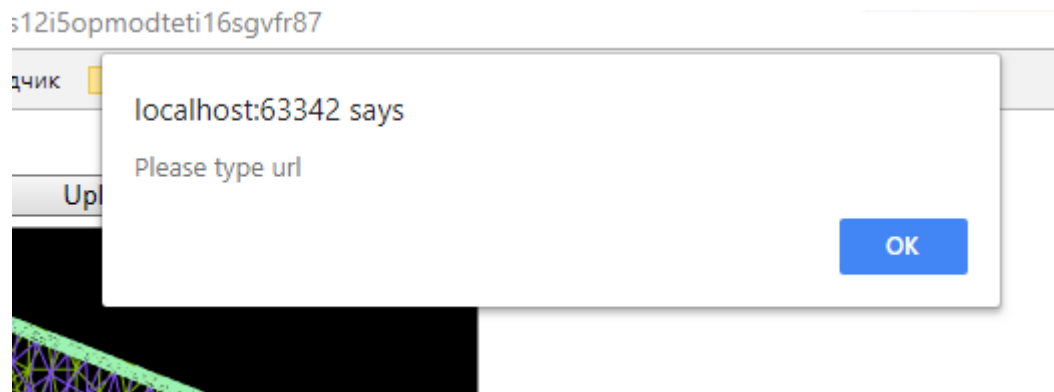 s12i5opmodteti16sgvfr87
дчик
localhost:63342 says
Please type url
Upl
OK